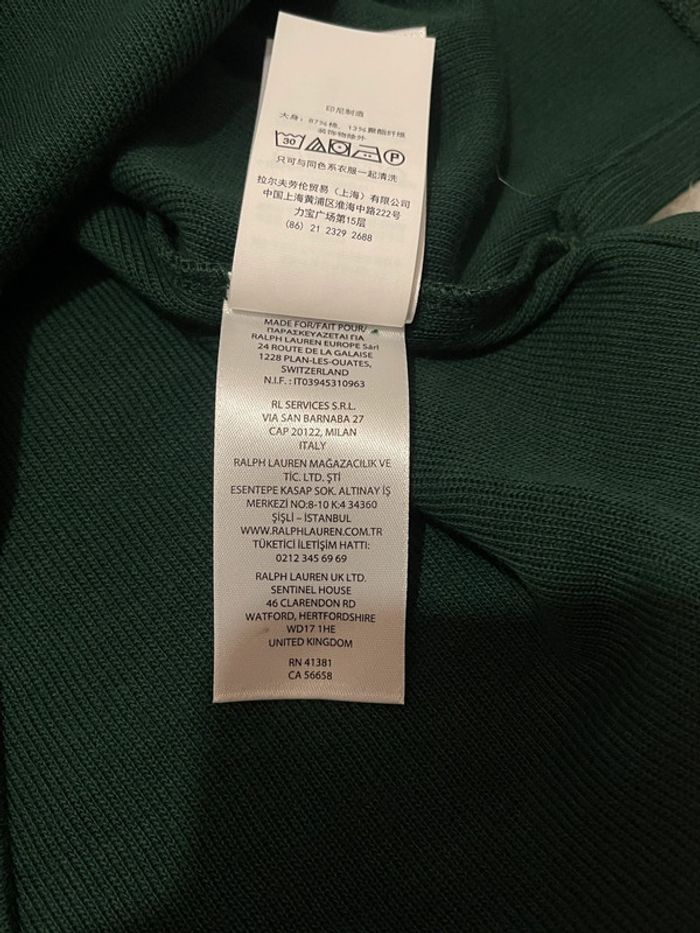 印尼制造
大身：87%棉，13%聚酯纤维
装饰物除外
30 P
只可与同色系衣服一起清洗
拉尔夫劳伦贸易（上海）有限公司
中国上海黄浦区淮海中路222号
力宝广场第15层
(86) 21 2329 2688
MADE FOR/FAIT POUR/
ΠΑΡΑΣΚΕΥΑΖΕΤΑΙ ΓΙΑ
RALPH LAUREN EUROPE Sàrl
24 ROUTE DE LA GALAISE
1228 PLAN-LES-OUATES,
SWITZERLAND
N.I.F. : IT03945310963
RL SERVICES S.R.L.
VIA SAN BARNABA 27
CAP 20122, MILAN
ITALY
RALPH LAUREN MAĞAZACILIK VE
TİC. LTD. ŞTİ
ESENTEPE KASAP SOK. ALTINAY İŞ
MERKEZİ NO:8-10 K:4 34360
ŞİŞLİ – İSTANBUL
WWW.RALPHLAUREN.COM.TR
TÜKETİCİ İLETİŞİM HATTI:
0212 345 69 69
RALPH LAUREN UK LTD.
SENTINEL HOUSE
46 CLARENDON RD
WATFORD, HERTFORDSHIRE
WD17 1HE
UNITED KINGDOM
RN 41381
CA 56658